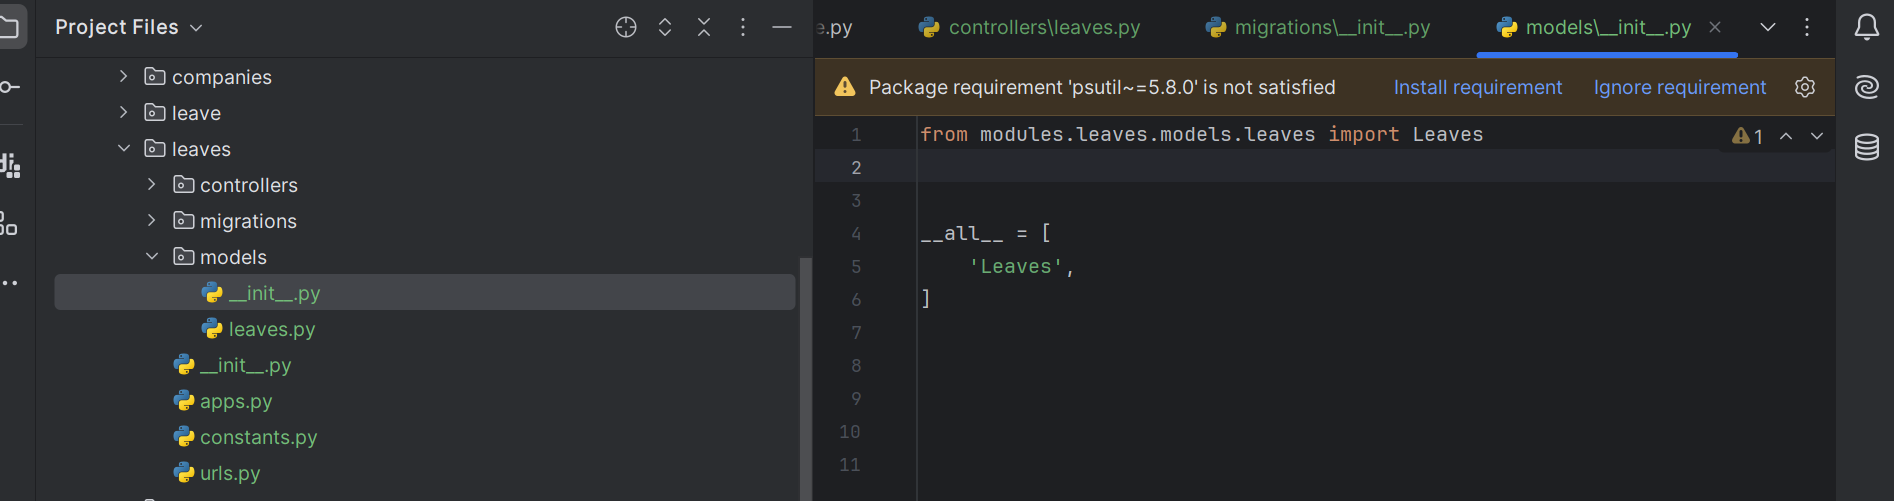 Project Files
companies
leave
leaves
controllers
migrations
models
__init__.py
leaves.py
__init__.py
apps.py
constants.py
urls.py
e.py
controllers\leaves.py
migrations\__init__.py
models\__init__.py
Package requirement 'psutil~=5.8.0' is not satisfied Install requirement Ignore requirement
1 from modules.leaves.models.leaves import Leaves 1
2
3
4 __all__ = [
5 'Leaves',
6 ]
7
8
9
10
11